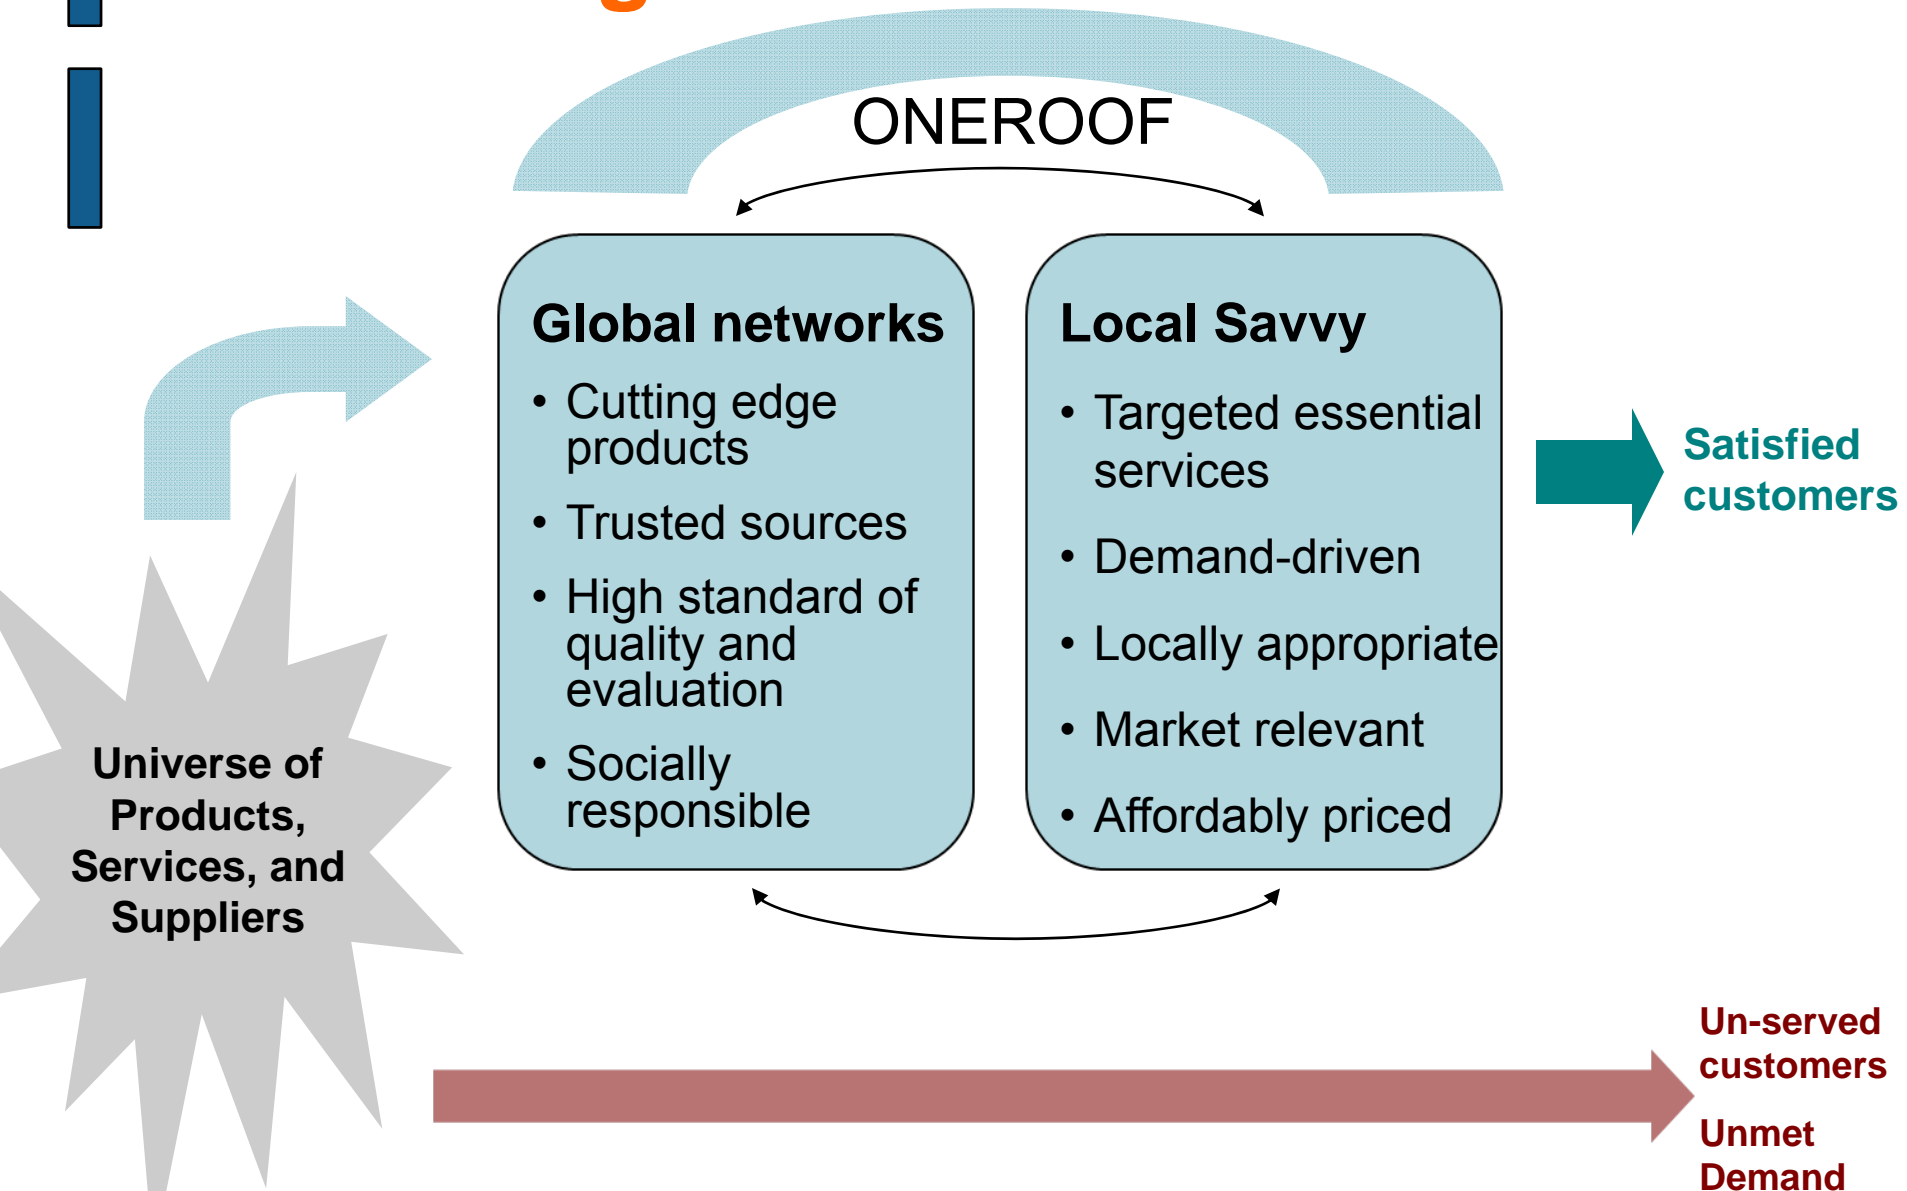 ONEROOF
Global networks
• Cutting edge
products
• Trusted sources
• High standard of
quality and
evaluation
• Socially
responsible
Local Savvy
• Targeted essential
services
• Demand-driven
• Locally appropriate
• Market relevant
• Affordably priced
Satisfied
customers
Universe of
Products,
Services, and
Suppliers
Un-served
customers
Unmet
Demand